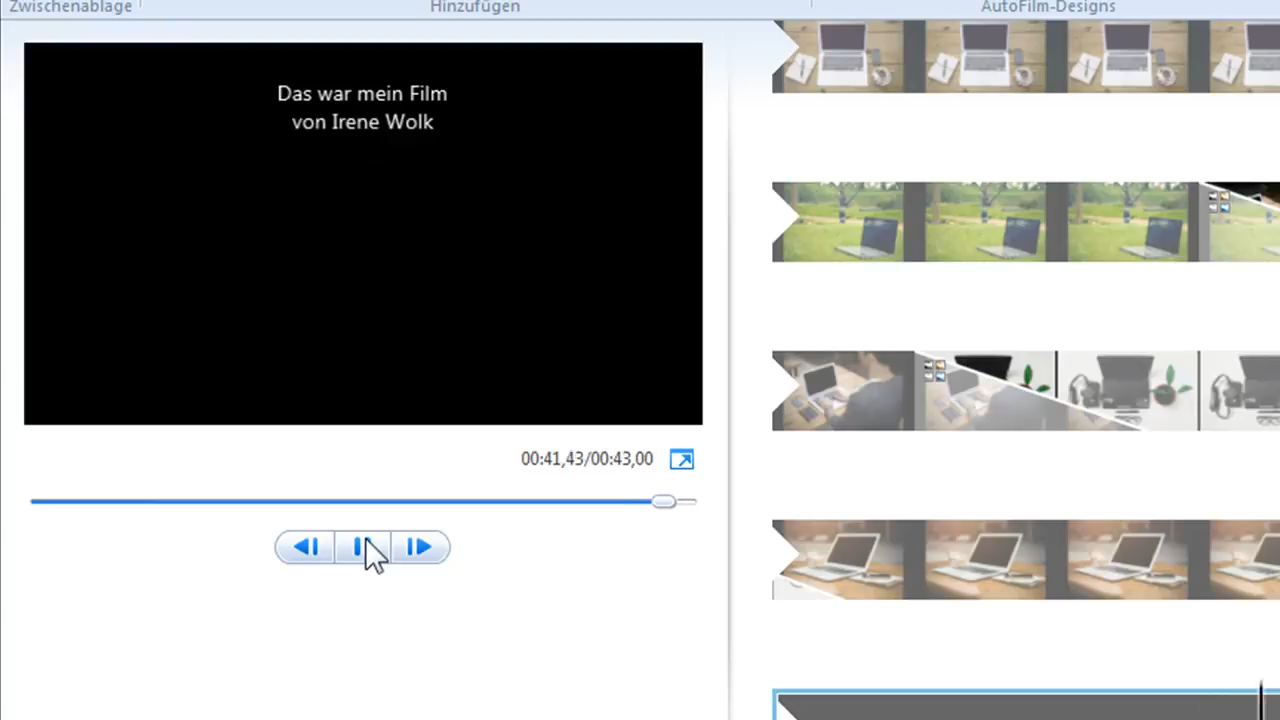 Zwischenablage
Hinzufügen
AutoFilm-Designs
Das war mein Film
von Irene Wolk
00:41,43/00:43,00